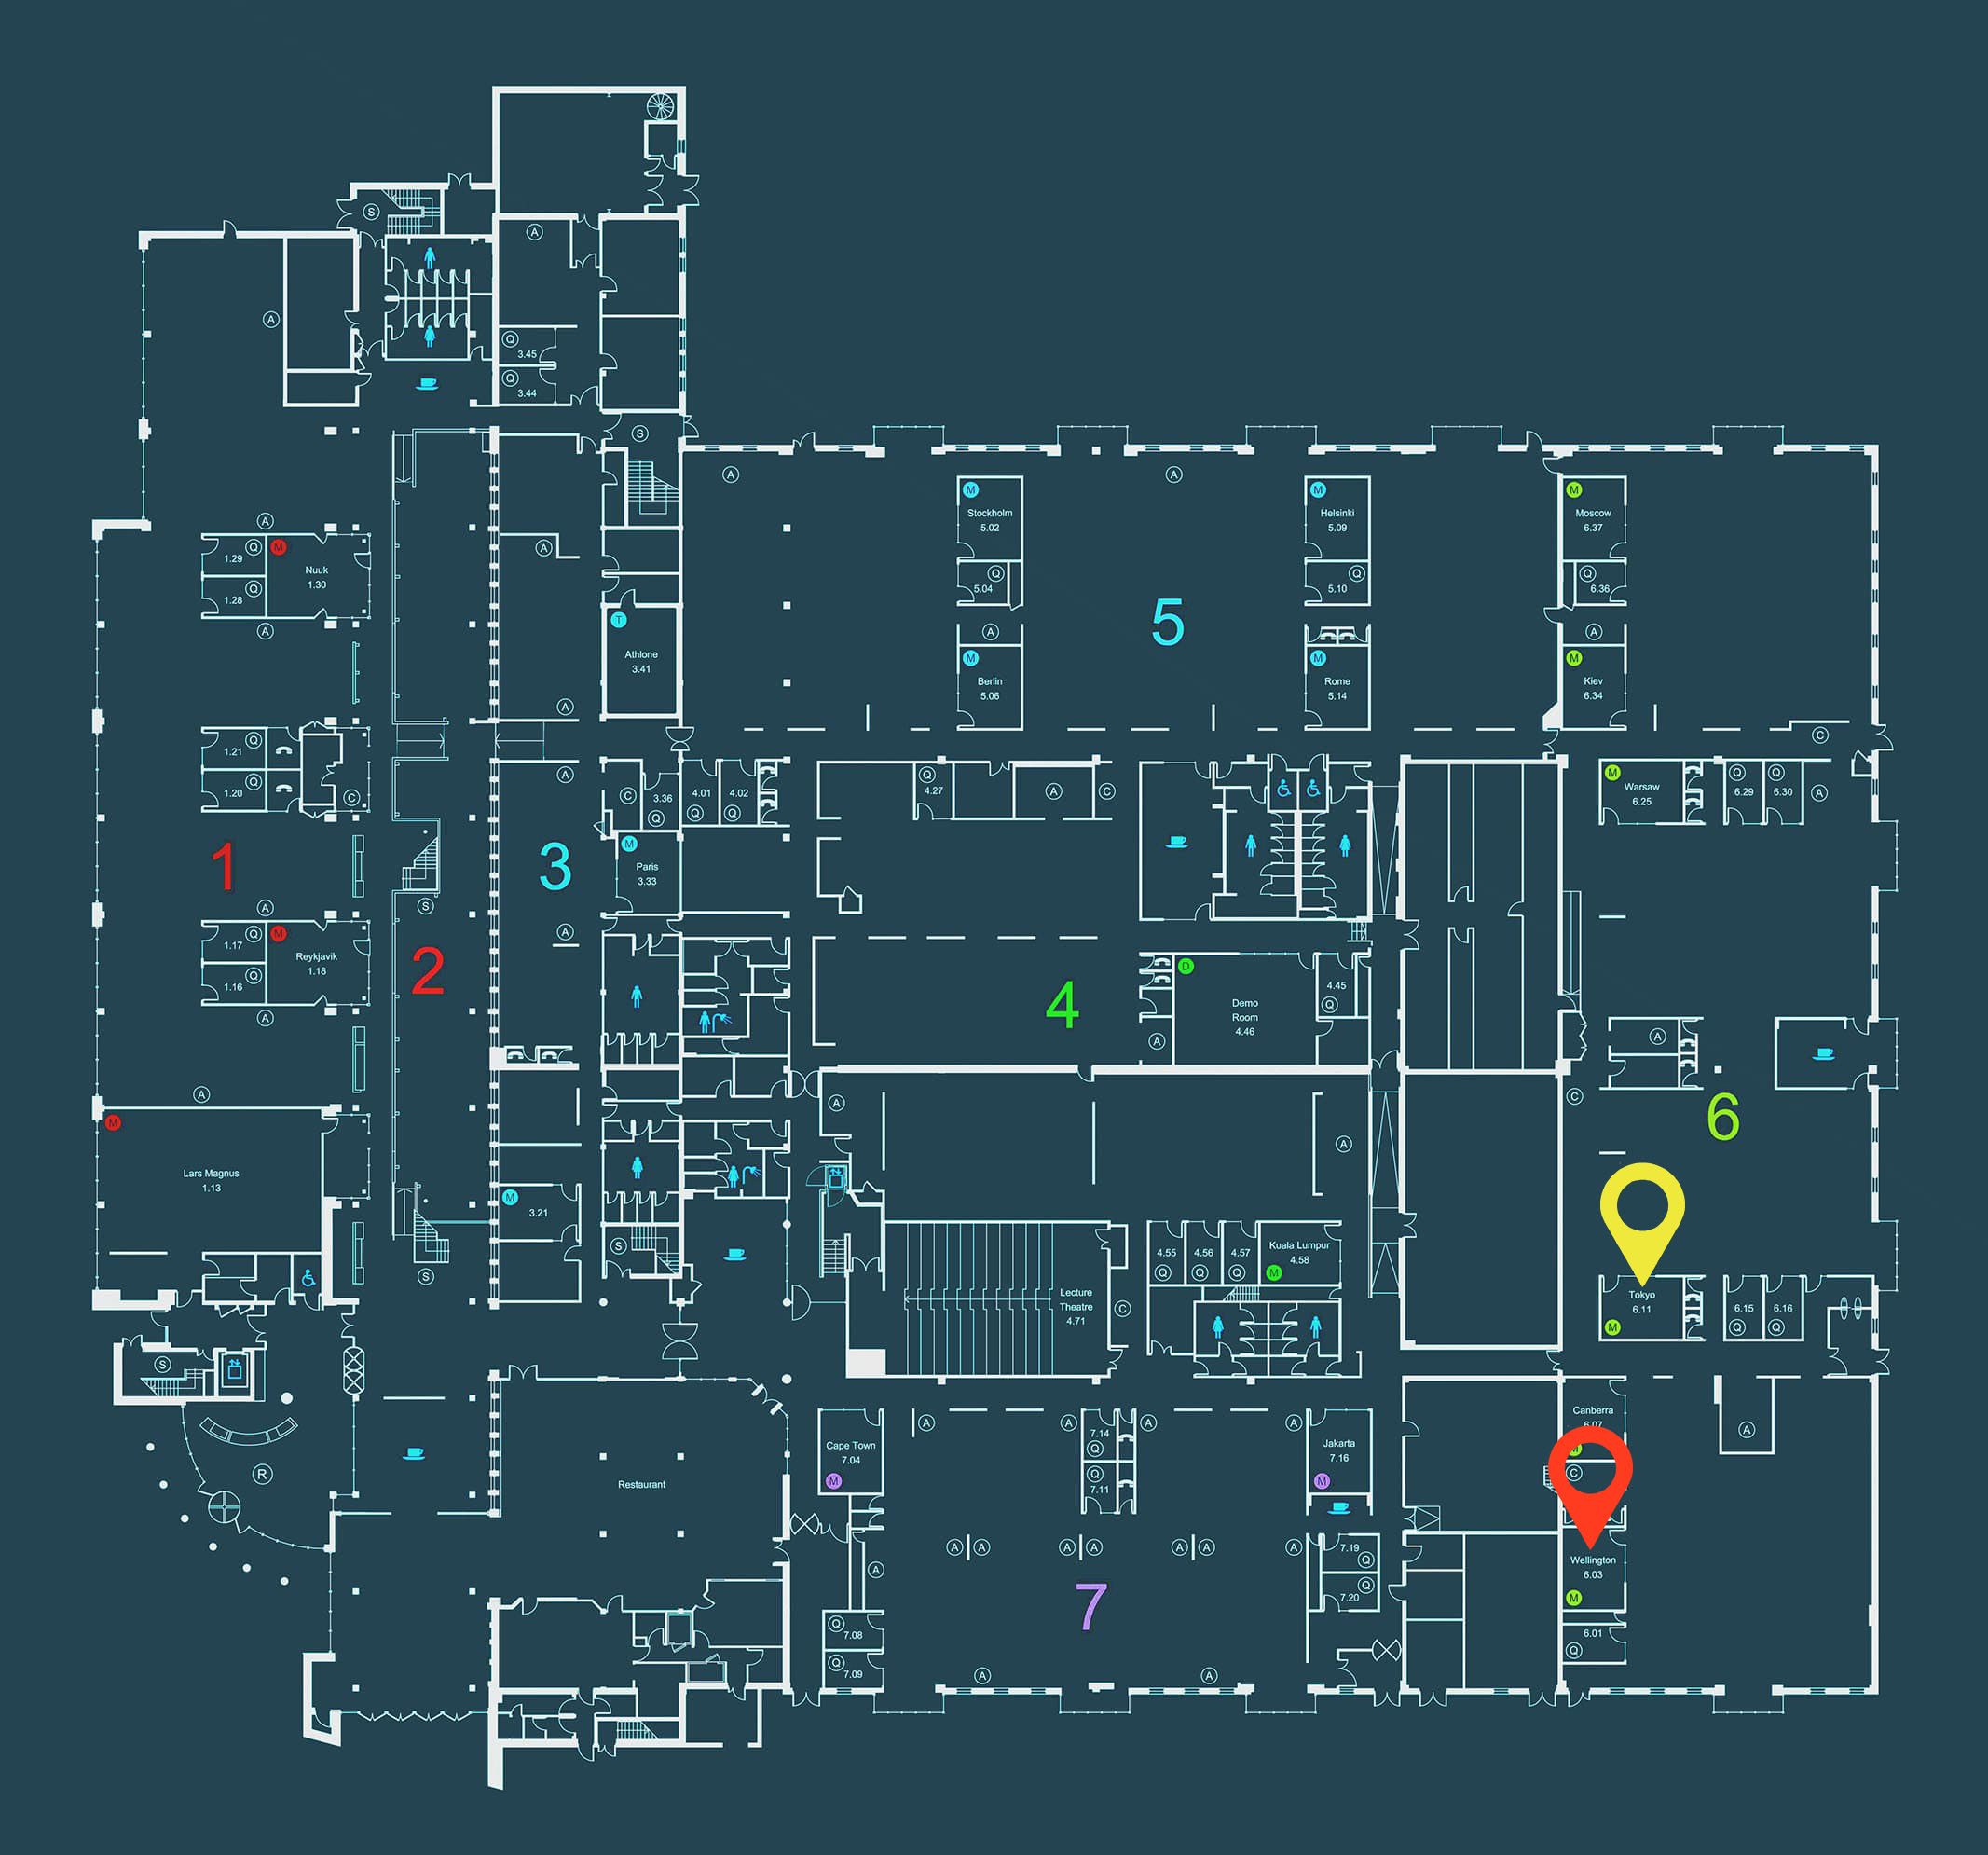 S
A
A
Q
3.45
Q
3.44
S
A
A
M
Stockholm
5.02
M
Helsinki
5.09
M
Moscow
6.37
A
1.29
Q
M
Nuuk
1.30
1.28
Q
A
A
Q
5.04
Q
5.10
Q
6.36
T
Athlone
3.41
5
A
A
M
Berlin
5.06
M
Rome
5.14
M
Kiev
6.34
A
1.21
Q
1.20
Q
C
A
C
3.36
Q
4.01
Q
4.02
Q
Q
4.27
A
C
M
Warsaw
6.25
Q
6.29
Q
6.30
A
C
1
3
M
Paris
3.33
A
S
A
1.17
Q
M
Reykjavik
1.18
1.16
Q
A
2
4
D
Demo
Room
4.46
4.45
Q
A
A
C
6
A
M
Lars Magnus
1.13
A
A
M
3.21
S
S
4.55
Q
4.56
Q
4.57
Q
Kuala Lumpur
4.58
M
Lecture
Theatre
4.71
C
Tokyo
6.11
M
6.15
Q
6.16
Q
S
R
Restaurant
Cape Town
7.04
M
A
A
7.14
Q
Q
7.11
A
A
Jakarta
7.16
M
Canberra
6.07
M
C
A
A
A
A
A
A
A
A
A
7
7.19
Q
Q
7.20
Wellington
6.03
M
6.01
Q
Q
7.08
Q
7.09
A
A